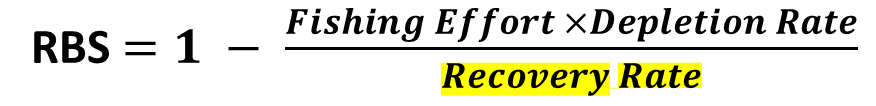 RBS = 1 − Fishing Effort ×Depletion Rate
Recovery Rate